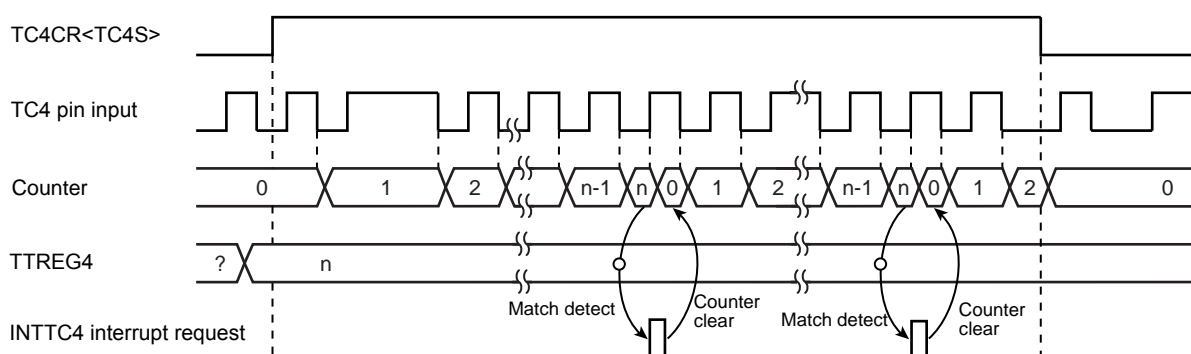 TC4CR<TC4S>
TC4 pin input
Counter
0 1 2 n-1 n 0 1 2 n-1 n 0 1 2 0
TTREG4
? n
Match detect
Counter
clear
Match detect
Counter
clear
INTTC4 interrupt request